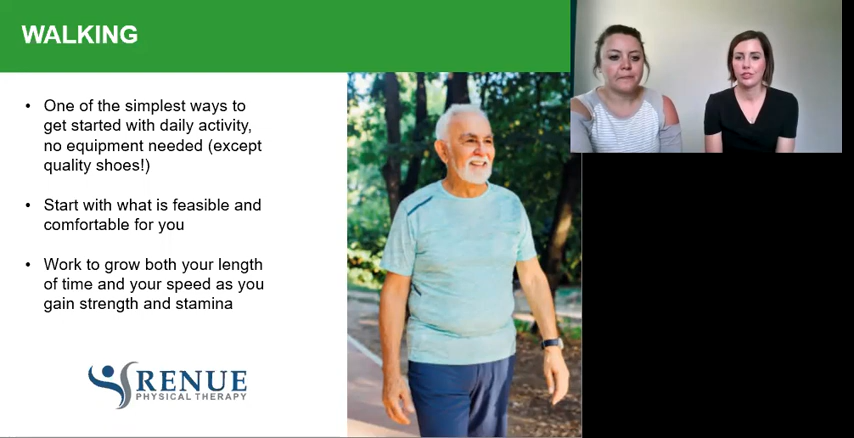 WALKING
• One of the simplest ways to
get started with daily activity,
no equipment needed (except
quality shoes!)
• Start with what is feasible and
comfortable for you
• Work to grow both your length
of time and your speed as you
gain strength and stamina
RENUE
PHYSICAL THERAPY